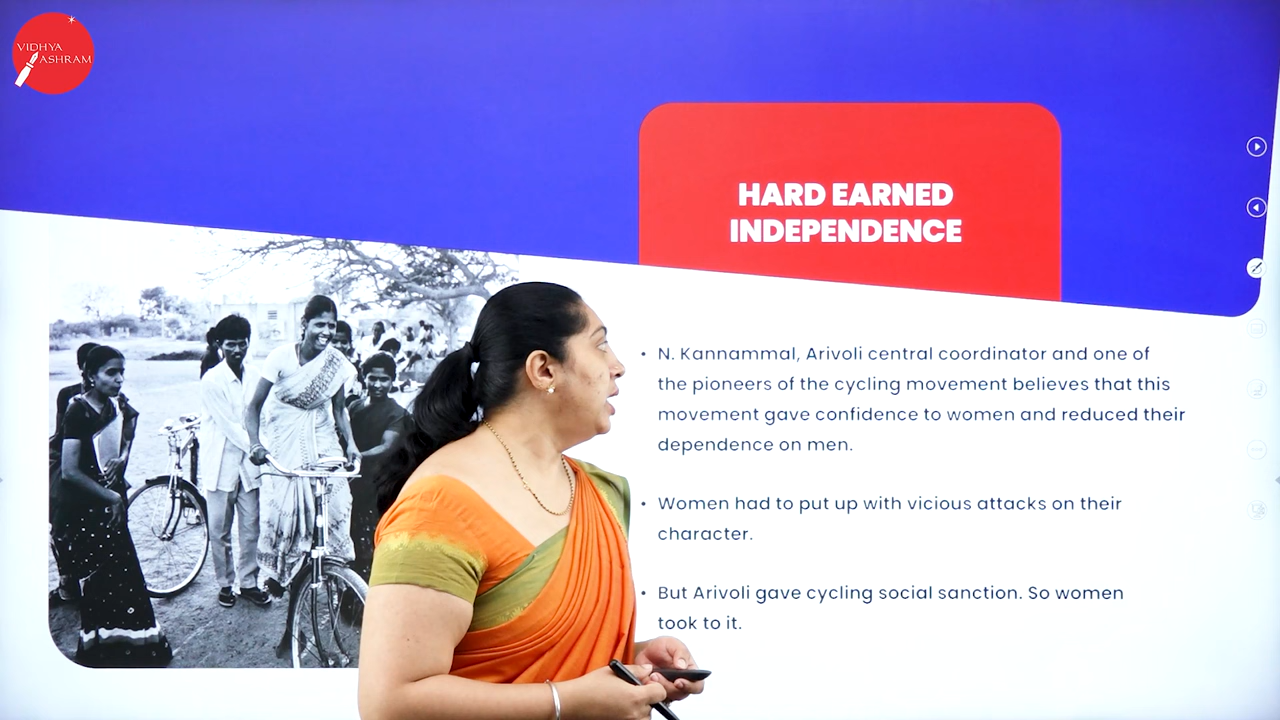 VIDHYA
ASHRAM
HARD EARNED
INDEPENDENCE
• N. Kannammal, Arivoli central coordinator and one of
the pioneers of the cycling movement believes that this
movement gave confidence to women and reduced their
dependence on men.
• Women had to put up with vicious attacks on their
character.
• But Arivoli gave cycling social sanction. So women
took to it.